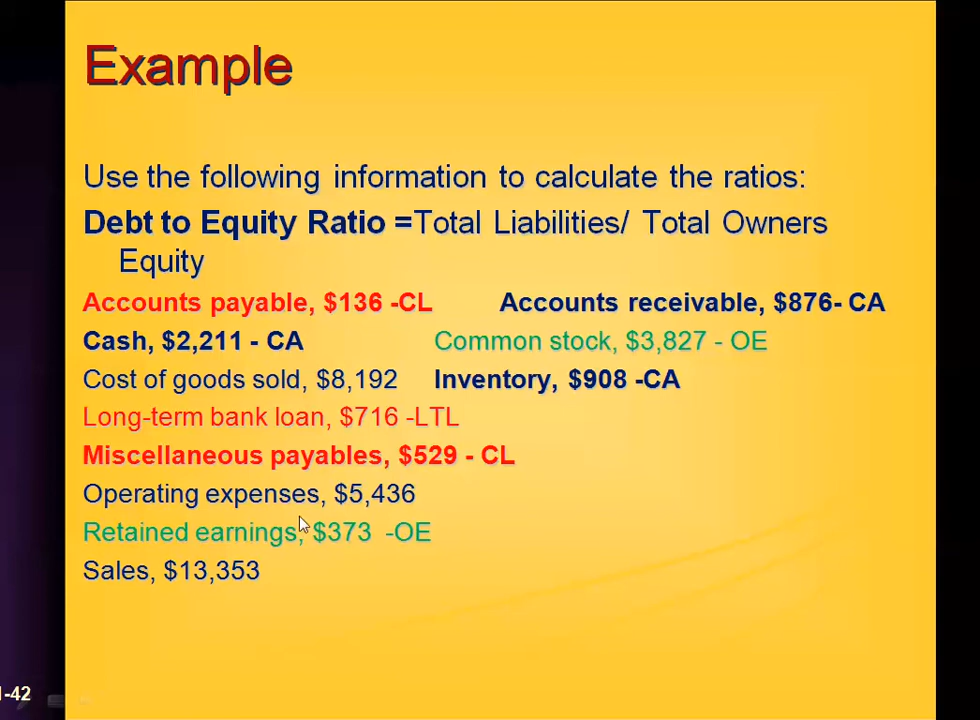 Example
Use the following information to calculate the ratios:
Debt to Equity Ratio =Total Liabilities/ Total Owners
Equity
Accounts payable, $136 -CL Accounts receivable, $876- CA
Cash, $2,211 - CA Common stock, $3,827 - OE
Cost of goods sold, $8,192 Inventory, $908 -CA
Long-term bank loan, $716 -LTL
Miscellaneous payables, $529 - CL
Operating expenses, $5,436
Retained earnings, $373 -OE
Sales, $13,353
-42